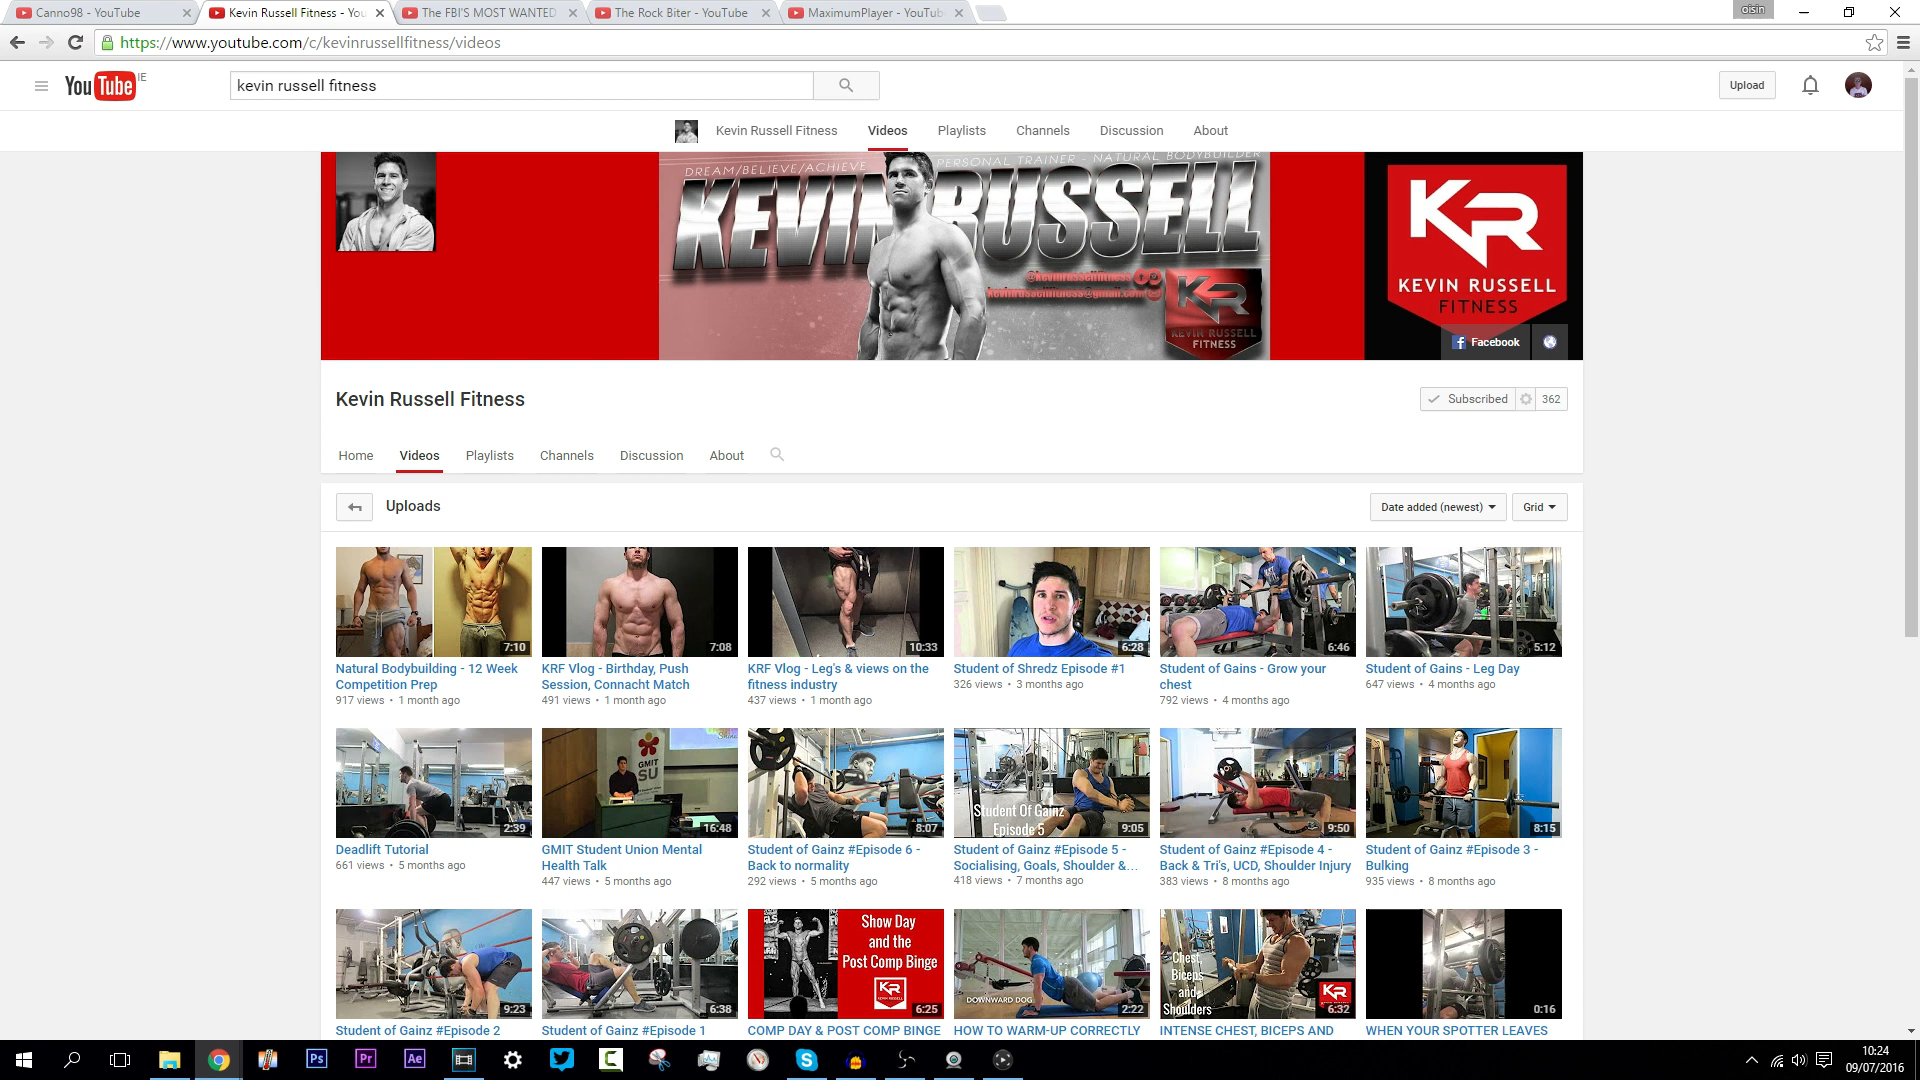 Canno98 - YouTube
Kevin Russell Fitness - You
The FBI'S MOST WANTED
The Rock Biter - YouTube
MaximumPlayer - YouTub
oisin
https://www.youtube.com/c/kevinrussellfitness/videos
YouTube IE
kevin russell fitness
Upload
Kevin Russell Fitness
Videos
Playlists
Channels
Discussion
About
DREAM/BELIEVE/ACHIEVE
PERSONAL TRAINER - NATURAL BODYBUILDER
KEVIN RUSSELL
@kevinrussellfitness
kevinrussellfitness@gmail.com
KR
KEVIN RUSSELL
FITNESS
KR
KEVIN RUSSELL
FITNESS
Facebook
Kevin Russell Fitness
Subscribed
362
Home
Videos
Playlists
Channels
Discussion
About
Uploads
Date added (newest)
Grid
7:10
7:08
10:33
6:28
6:46
5:12
Natural Bodybuilding - 12 Week
Competition Prep
917 views • 1 month ago
KRF Vlog - Birthday, Push
Session, Connacht Match
491 views • 1 month ago
KRF Vlog - Leg's & views on the
fitness industry
437 views • 1 month ago
Student of Shredz Episode #1
326 views • 3 months ago
Student of Gains - Grow your
chest
792 views • 4 months ago
Student of Gains - Leg Day
647 views • 4 months ago
GMIT
SU
Student Of Gainz
Episode 5
2:39
16:48
8:07
9:05
9:50
8:15
Deadlift Tutorial
661 views • 5 months ago
GMIT Student Union Mental
Health Talk
447 views • 5 months ago
Student of Gainz #Episode 6 -
Back to normality
292 views • 5 months ago
Student of Gainz #Episode 5 -
Socialising, Goals, Shoulder &...
418 views • 7 months ago
Student of Gainz #Episode 4 -
Back & Tri's, UCD, Shoulder Injury
383 views • 8 months ago
Student of Gainz #Episode 3 -
Bulking
935 views • 8 months ago
Show Day
and the
Post Comp Binge
KR
DOWNWARD DOG
Chest,
Biceps
and
Shoulders
KR
9:23
6:38
6:25
2:22
6:32
0:16
Student of Gainz #Episode 2
Student of Gainz #Episode 1
COMP DAY & POST COMP BINGE
HOW TO WARM-UP CORRECTLY
INTENSE CHEST, BICEPS AND
WHEN YOUR SPOTTER LEAVES
Ps
Pr
Ae
10:24
09/07/2016